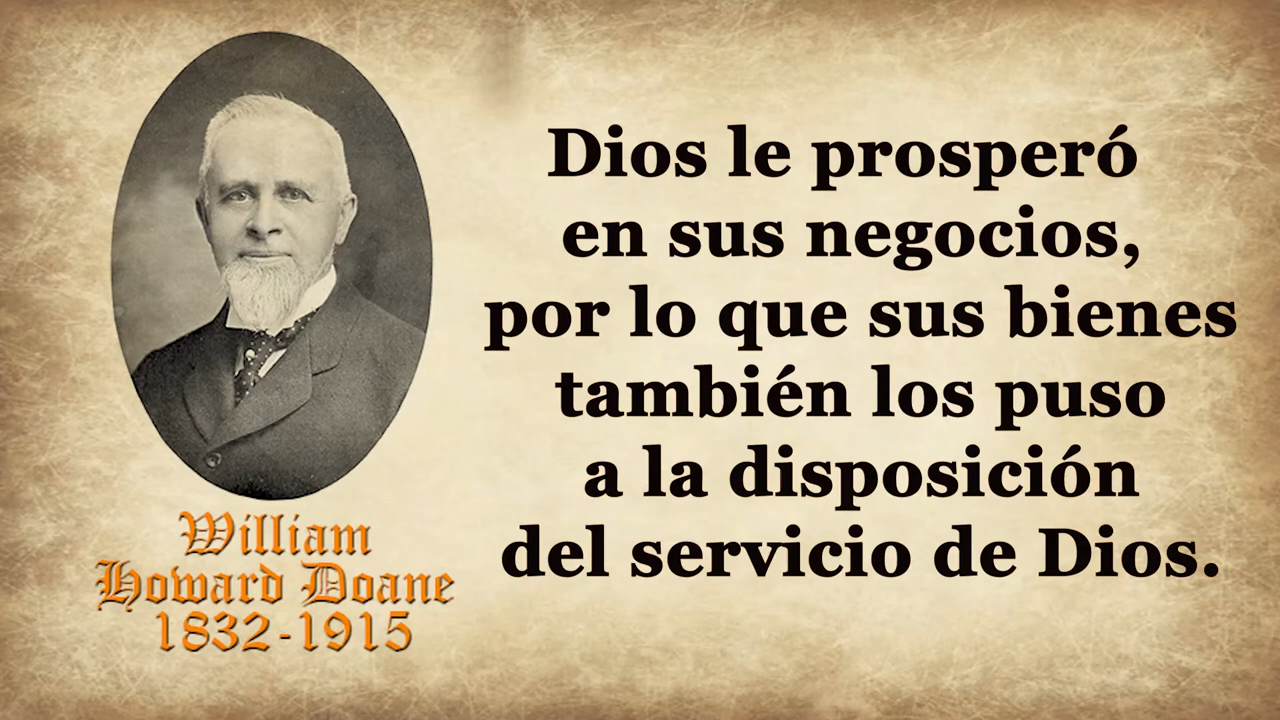 William
Howard Doane
1832-1915
Dios le prosperó
en sus negocios,
por lo que sus bienes
también los puso
a la disposición
del servicio de Dios.